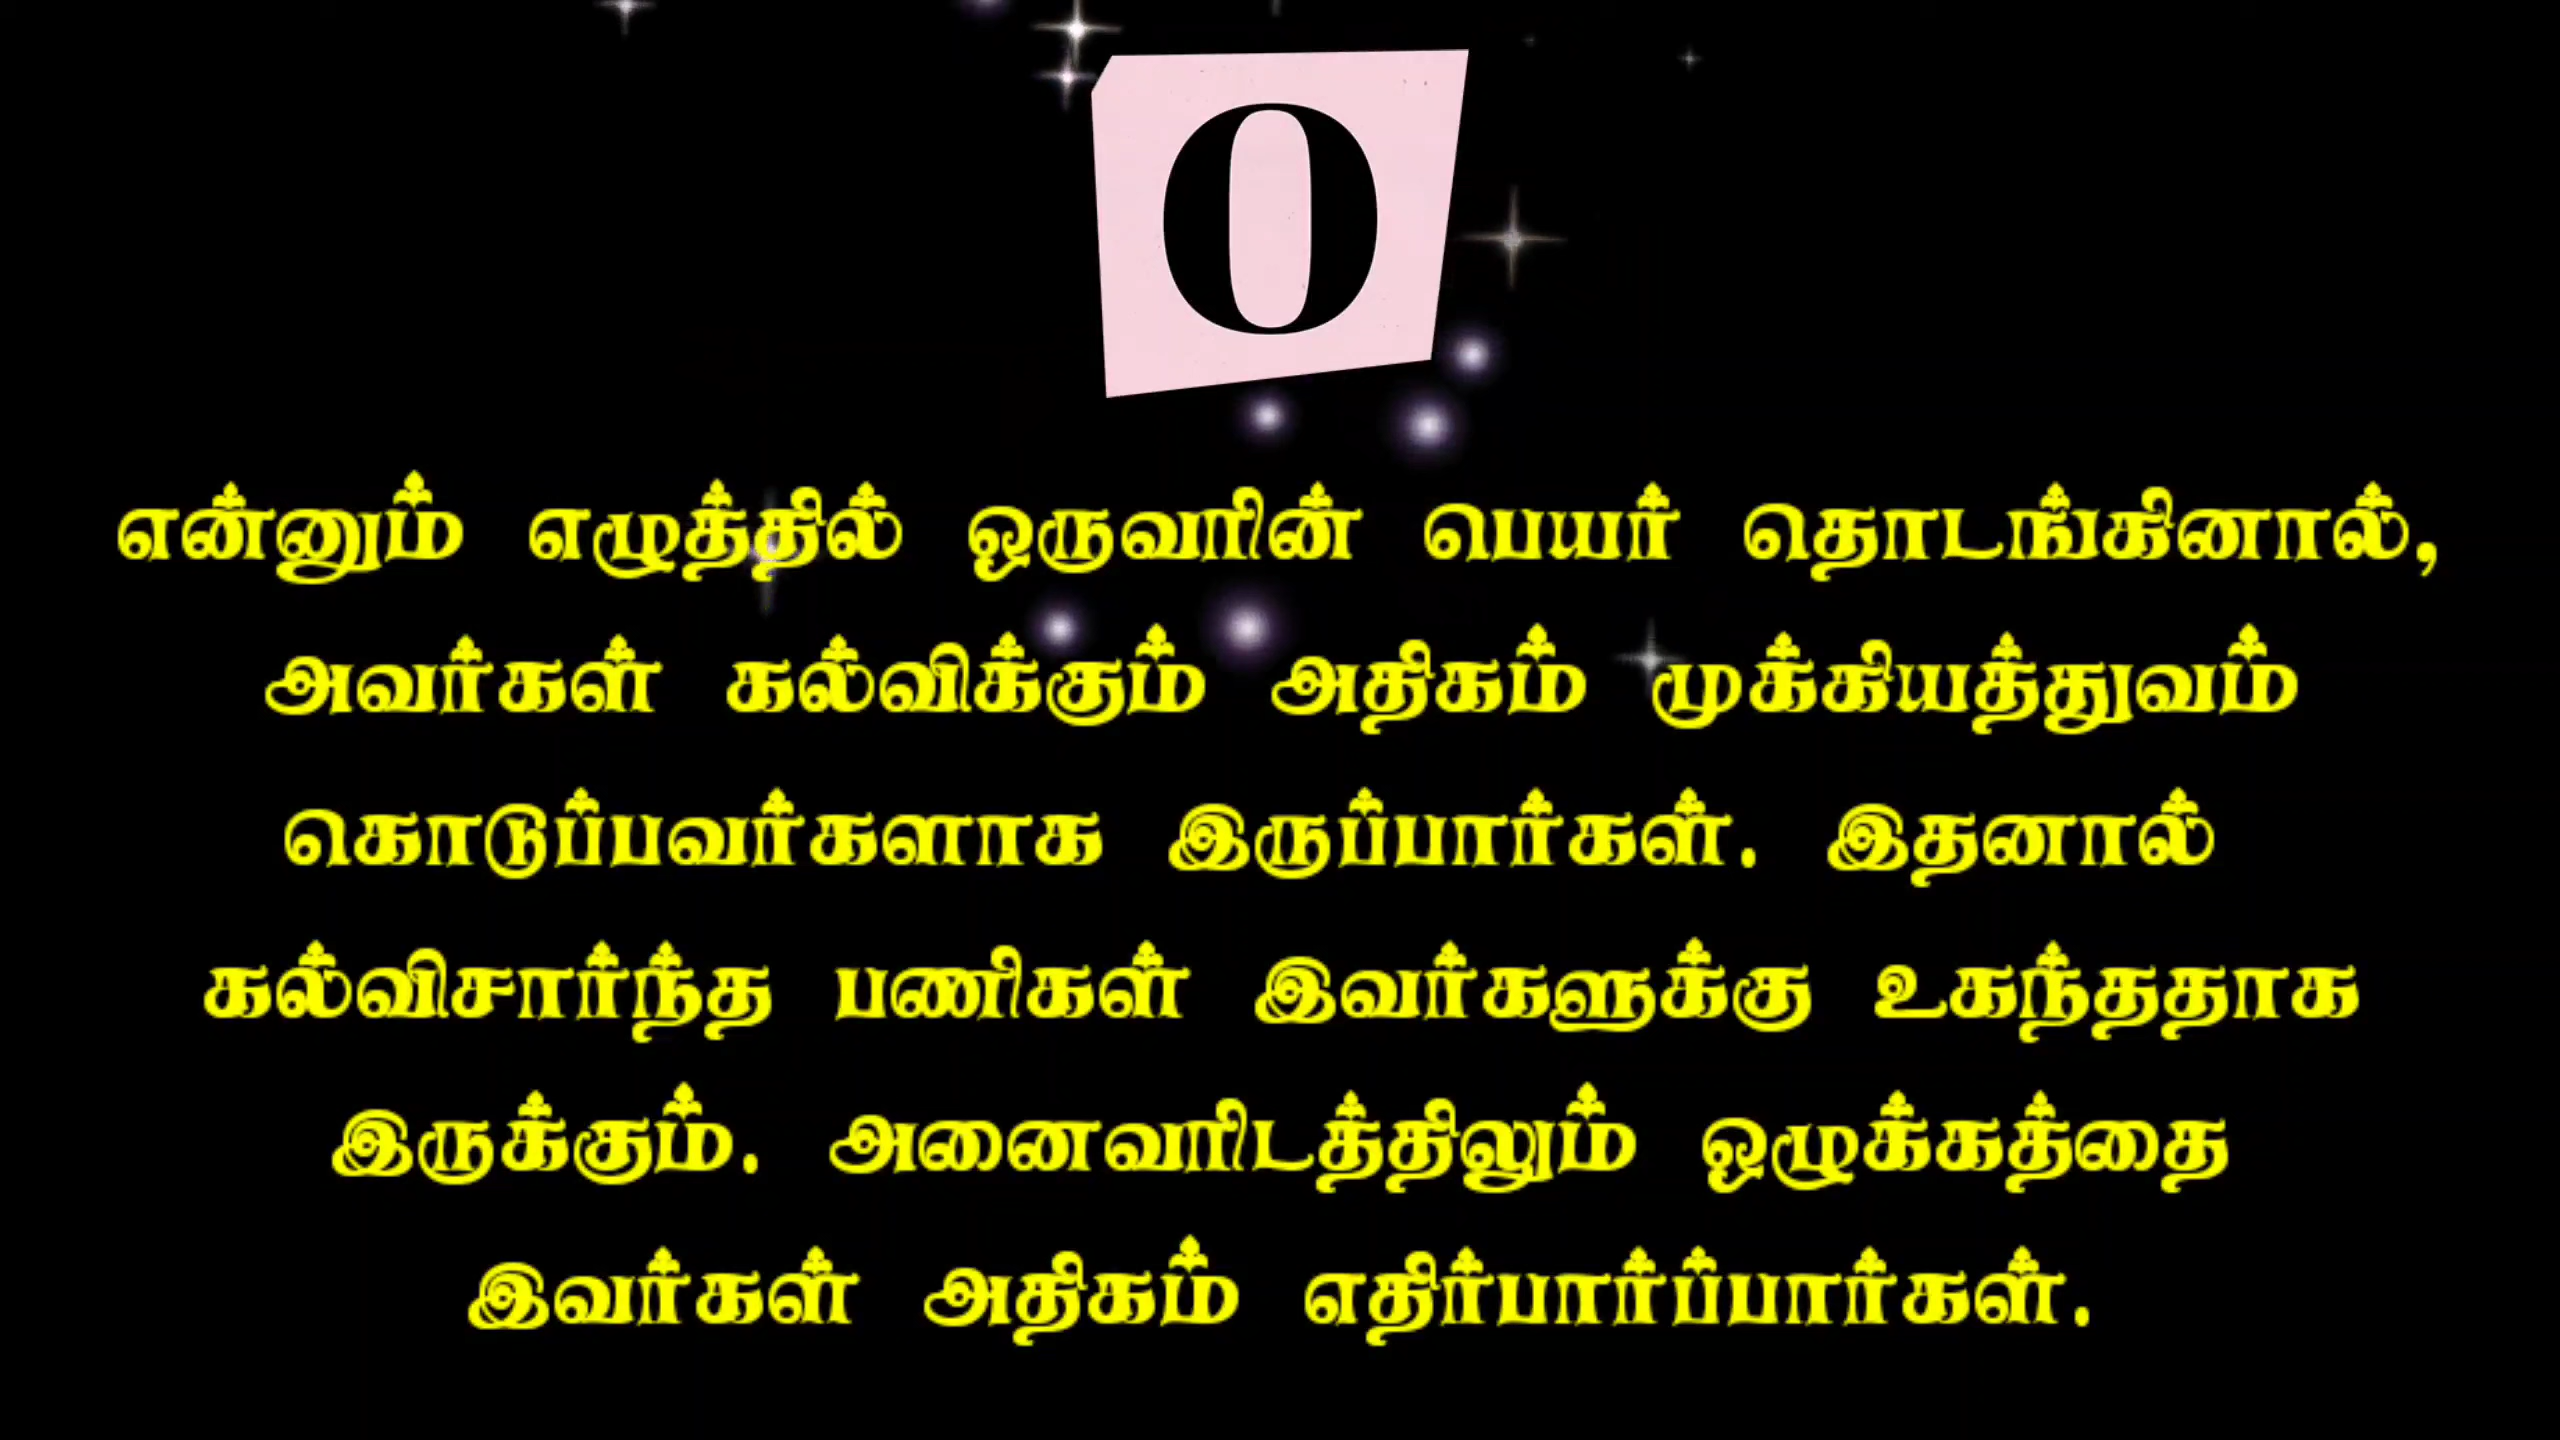 O
என்னும் எழுத்தில் ஒருவரின் பெயர் தொடங்கினால்,
அவர்கள் கல்விக்கும் அதிகம் முக்கியத்துவம்
கொடுப்பவர்களாக இருப்பார்கள். இதனால்
கல்விசார்ந்த பணிகள் இவர்களுக்கு உகந்ததாக
இருக்கும். அனைவரிடத்திலும் ஒழுக்கத்தை
இவர்கள் அதிகம் எதிர்பார்ப்பார்கள்.